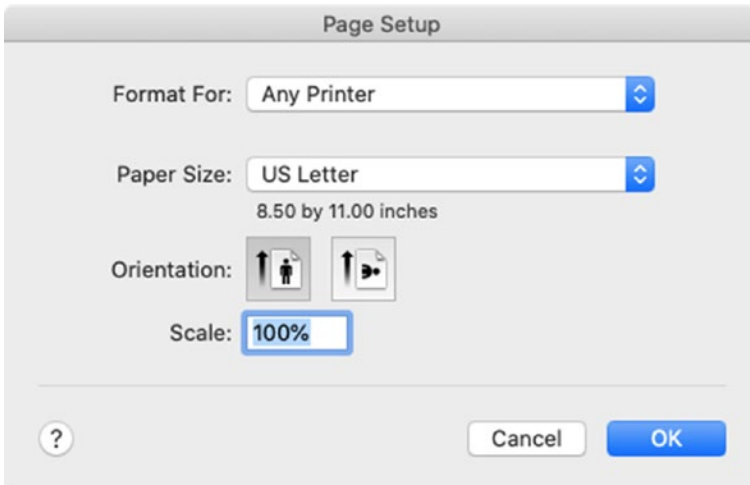 Page Setup
Format For: Any Printer
Paper Size: US Letter
8.50 by 11.00 inches
Orientation:
Scale: 100%
?
Cancel OK